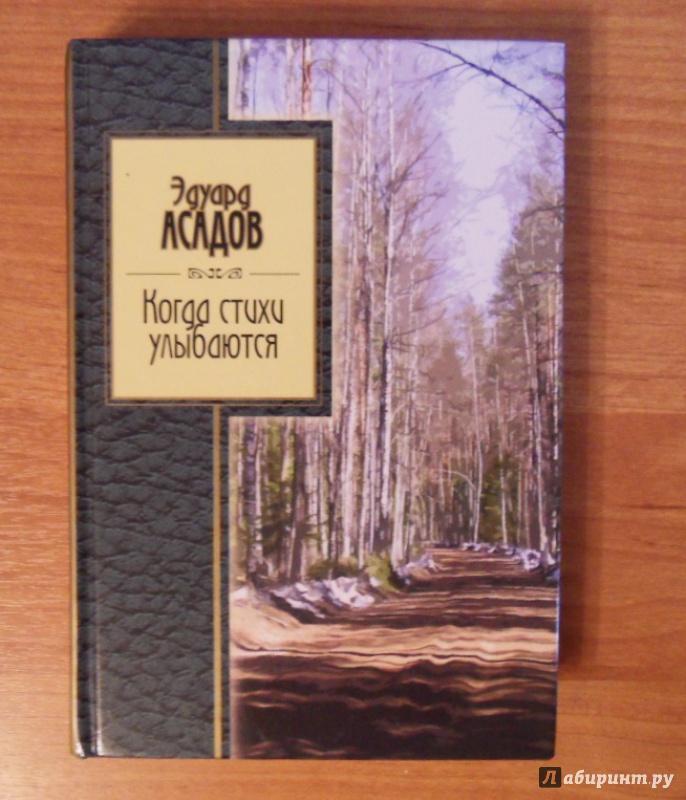 Эдуард
АСАДОВ
Когда стихи
улыбаются
Лабиринт.ру